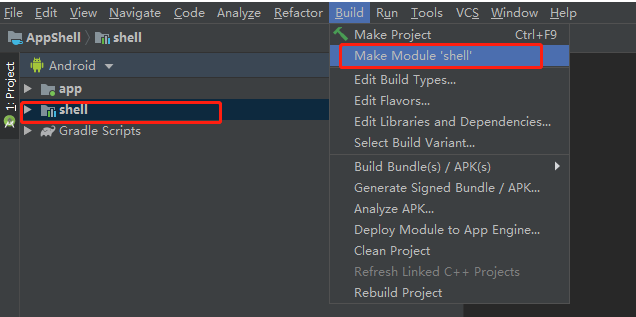 File Edit View Navigate Code Analyze Refactor Build Run Tools VCS Window Help
AppShell shell
1: Project
Android
app
shell
Gradle Scripts
Make Project Ctrl+F9
Make Module 'shell'
Edit Build Types...
Edit Flavors...
Edit Libraries and Dependencies...
Select Build Variant...
Build Bundle(s) / APK(s)
Generate Signed Bundle / APK...
Analyze APK...
Deploy Module to App Engine...
Clean Project
Refresh Linked C++ Projects
Rebuild Project